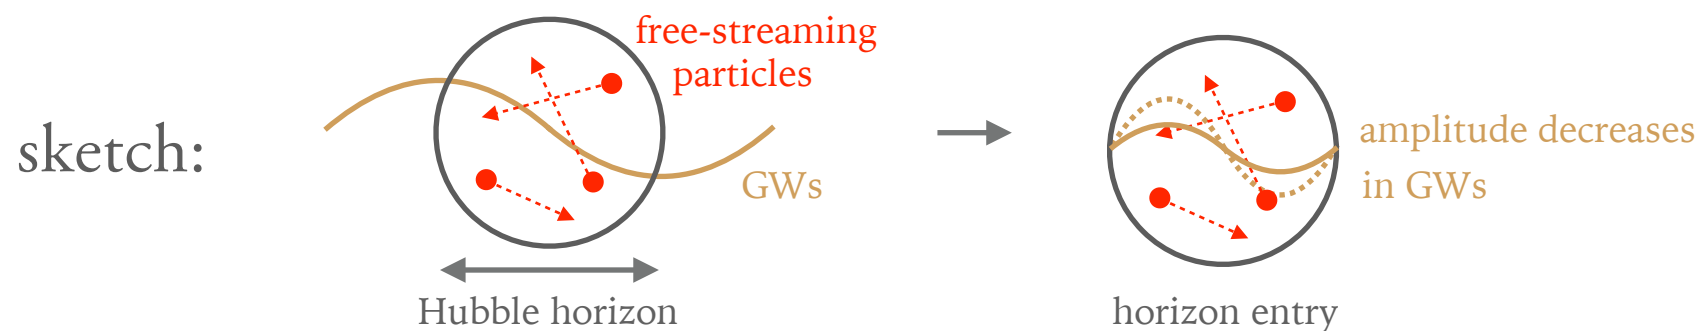 sketch:
free-streaming
particles
GWs
Hubble horizon
amplitude decreases
in GWs
horizon entry